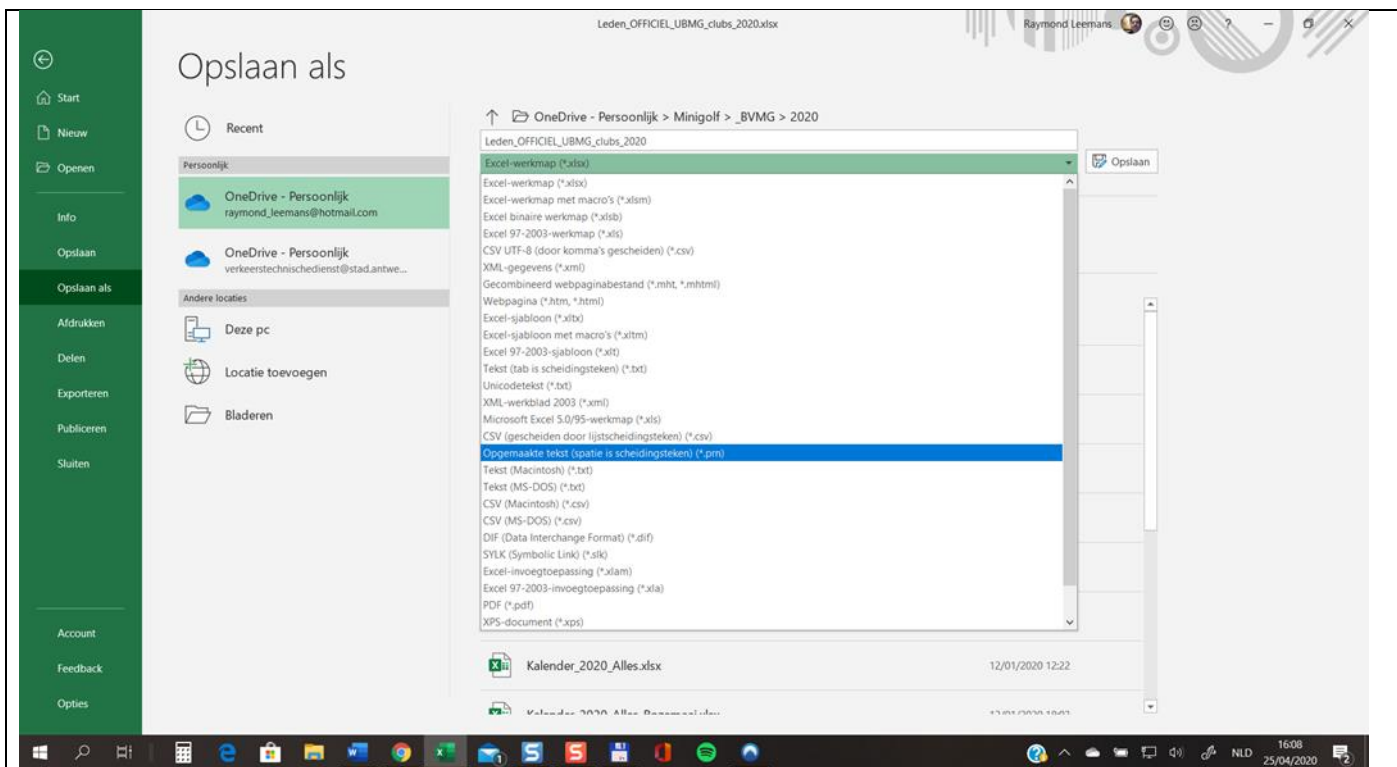 Leden_OFFICIEL_UBMG_clubs_2020.xlsx
Raymond Leemans
?
Opslaan als
Start
Nieuw
Openen
Info
Opslaan
Opslaan als
Afdrukken
Delen
Exporteren
Publiceren
Sluiten
Account
Feedback
Opties
Recent
Persoonlijk
OneDrive - Persoonlijk
raymond_leemans@hotmail.com
OneDrive - Persoonlijk
verkeerstechnischedienst@stad.antwe...
Andere locaties
Deze pc
Locatie toevoegen
Bladeren
OneDrive - Persoonlijk > Minigolf > _BVMG > 2020
Leden_OFFICIEL_UBMG_clubs_2020
Excel-werkmap (*.xlsx)
Opslaan
Excel-werkmap (*.xlsx)
Excel-werkmap met macro's (*.xlsm)
Excel binaire werkmap (*.xlsb)
Excel 97-2003-werkmap (*.xls)
CSV UTF-8 (door komma's gescheiden) (*.csv)
XML-gegevens (*.xml)
Gecombineerd webpaginabestand (*.mht, *.mhtml)
Webpagina (*.htm, *.html)
Excel-sjabloon (*.xltx)
Excel-sjabloon met macro's (*.xltm)
Excel 97-2003-sjabloon (*.xlt)
Tekst (tab is scheidingsteken) (*.txt)
Unicodetekst (*.txt)
XML-werkblad 2003 (*.xml)
Microsoft Excel 5.0/95-werkmap (*.xls)
CSV (gescheiden door lijstscheidingsteken) (*.csv)
Opgemaakte tekst (spatie is scheidingsteken) (*.prn)
Tekst (Macintosh) (*.txt)
Tekst (MS-DOS) (*.txt)
CSV (Macintosh) (*.csv)
CSV (MS-DOS) (*.csv)
DIF (Data Interchange Format) (*.dif)
SYLK (Symbolic Link) (*.slk)
Excel-invoegtoepassing (*.xlam)
Excel 97-2003-invoegtoepassing (*.xla)
PDF (*.pdf)
XPS-document (*.xps)
Kalender_2020_Alles.xlsx
12/01/2020 12:22
NLD
16:08
25/04/2020